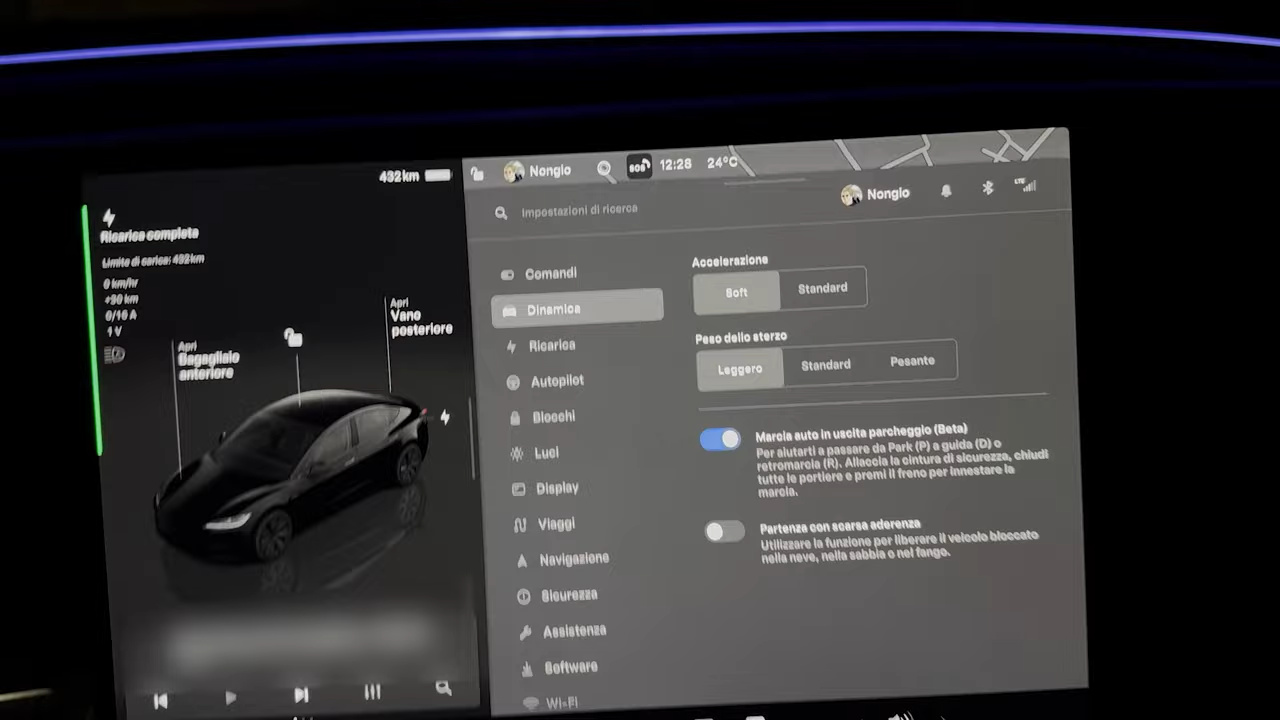 432km
Nongio
SOS
12:28
24°C
Ricarica completa
Limite di carica: 432km
0 km/hr
+90 km
0/16 A
1 V
Apri
Bagagliaio
anteriore
Apri
Vano
posteriore
Impostazioni di ricerca
Nongio
LTE
Comandi
Dinamica
Ricarica
Autopilot
Blocchi
Luci
Display
Viaggi
Navigazione
Sicurezza
Assistenza
Software
Wi-Fi
Accelerazione
Soft
Standard
Peso dello sterzo
Leggero
Standard
Pesante
Marcia auto in uscita parcheggio (Beta)
Per aiutarti a passare da Park (P) a guida (D) o
retromarcia (R). Allaccia la cintura di sicurezza, chiudi
tutte le portiere e premi il freno per innestare la
marcia.
Partenza con scarsa aderenza
Utilizzare la funzione per liberare il veicolo bloccato
nella neve, nella sabbia o nel fango.